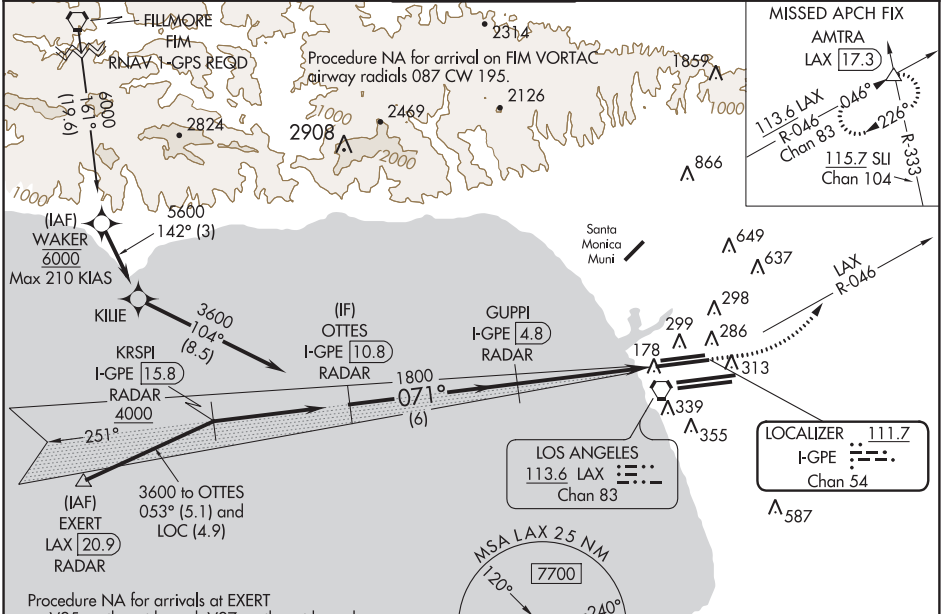 FILLMORE
FIM
RNAV 1-GPS REQD
2314
Procedure NA for arrival on FIM VORTAC
airway radials 087 CW 195.
1859
MISSED APCH FIX
AMTRA
LAX 17.3
113.6 LAX
R-046
046°
Chan 83
226°
R-333
115.7 SLI
Chan 104
6000
161°
(19.6)
2824
2908
2469
2126
1000
2000
1000
1000
866
(IAF)
WAKER
6000
Max 210 KIAS
5600
142° (3)
KILIE
Santa
Monica
Muni
649
637
LAX
R-046
3600
104°
(8.5)
(IF)
OTTES
I-GPE 10.8
RADAR
GUPPI
I-GPE 4.8
RADAR
298
299
286
178
313
KRSPI
I-GPE 15.8
RADAR
4000
1800
071°
(6)
251°
339
355
(IAF)
EXERT
LAX 20.9
RADAR
3600 to OTTES
053° (5.1) and
LOC (4.9)
LOS ANGELES
113.6 LAX
Chan 83
LOCALIZER 111.7
I-GPE
Chan 54
587
MSA LAX 25 NM
120°
7700
240°
Procedure NA for arrivals at EXERT